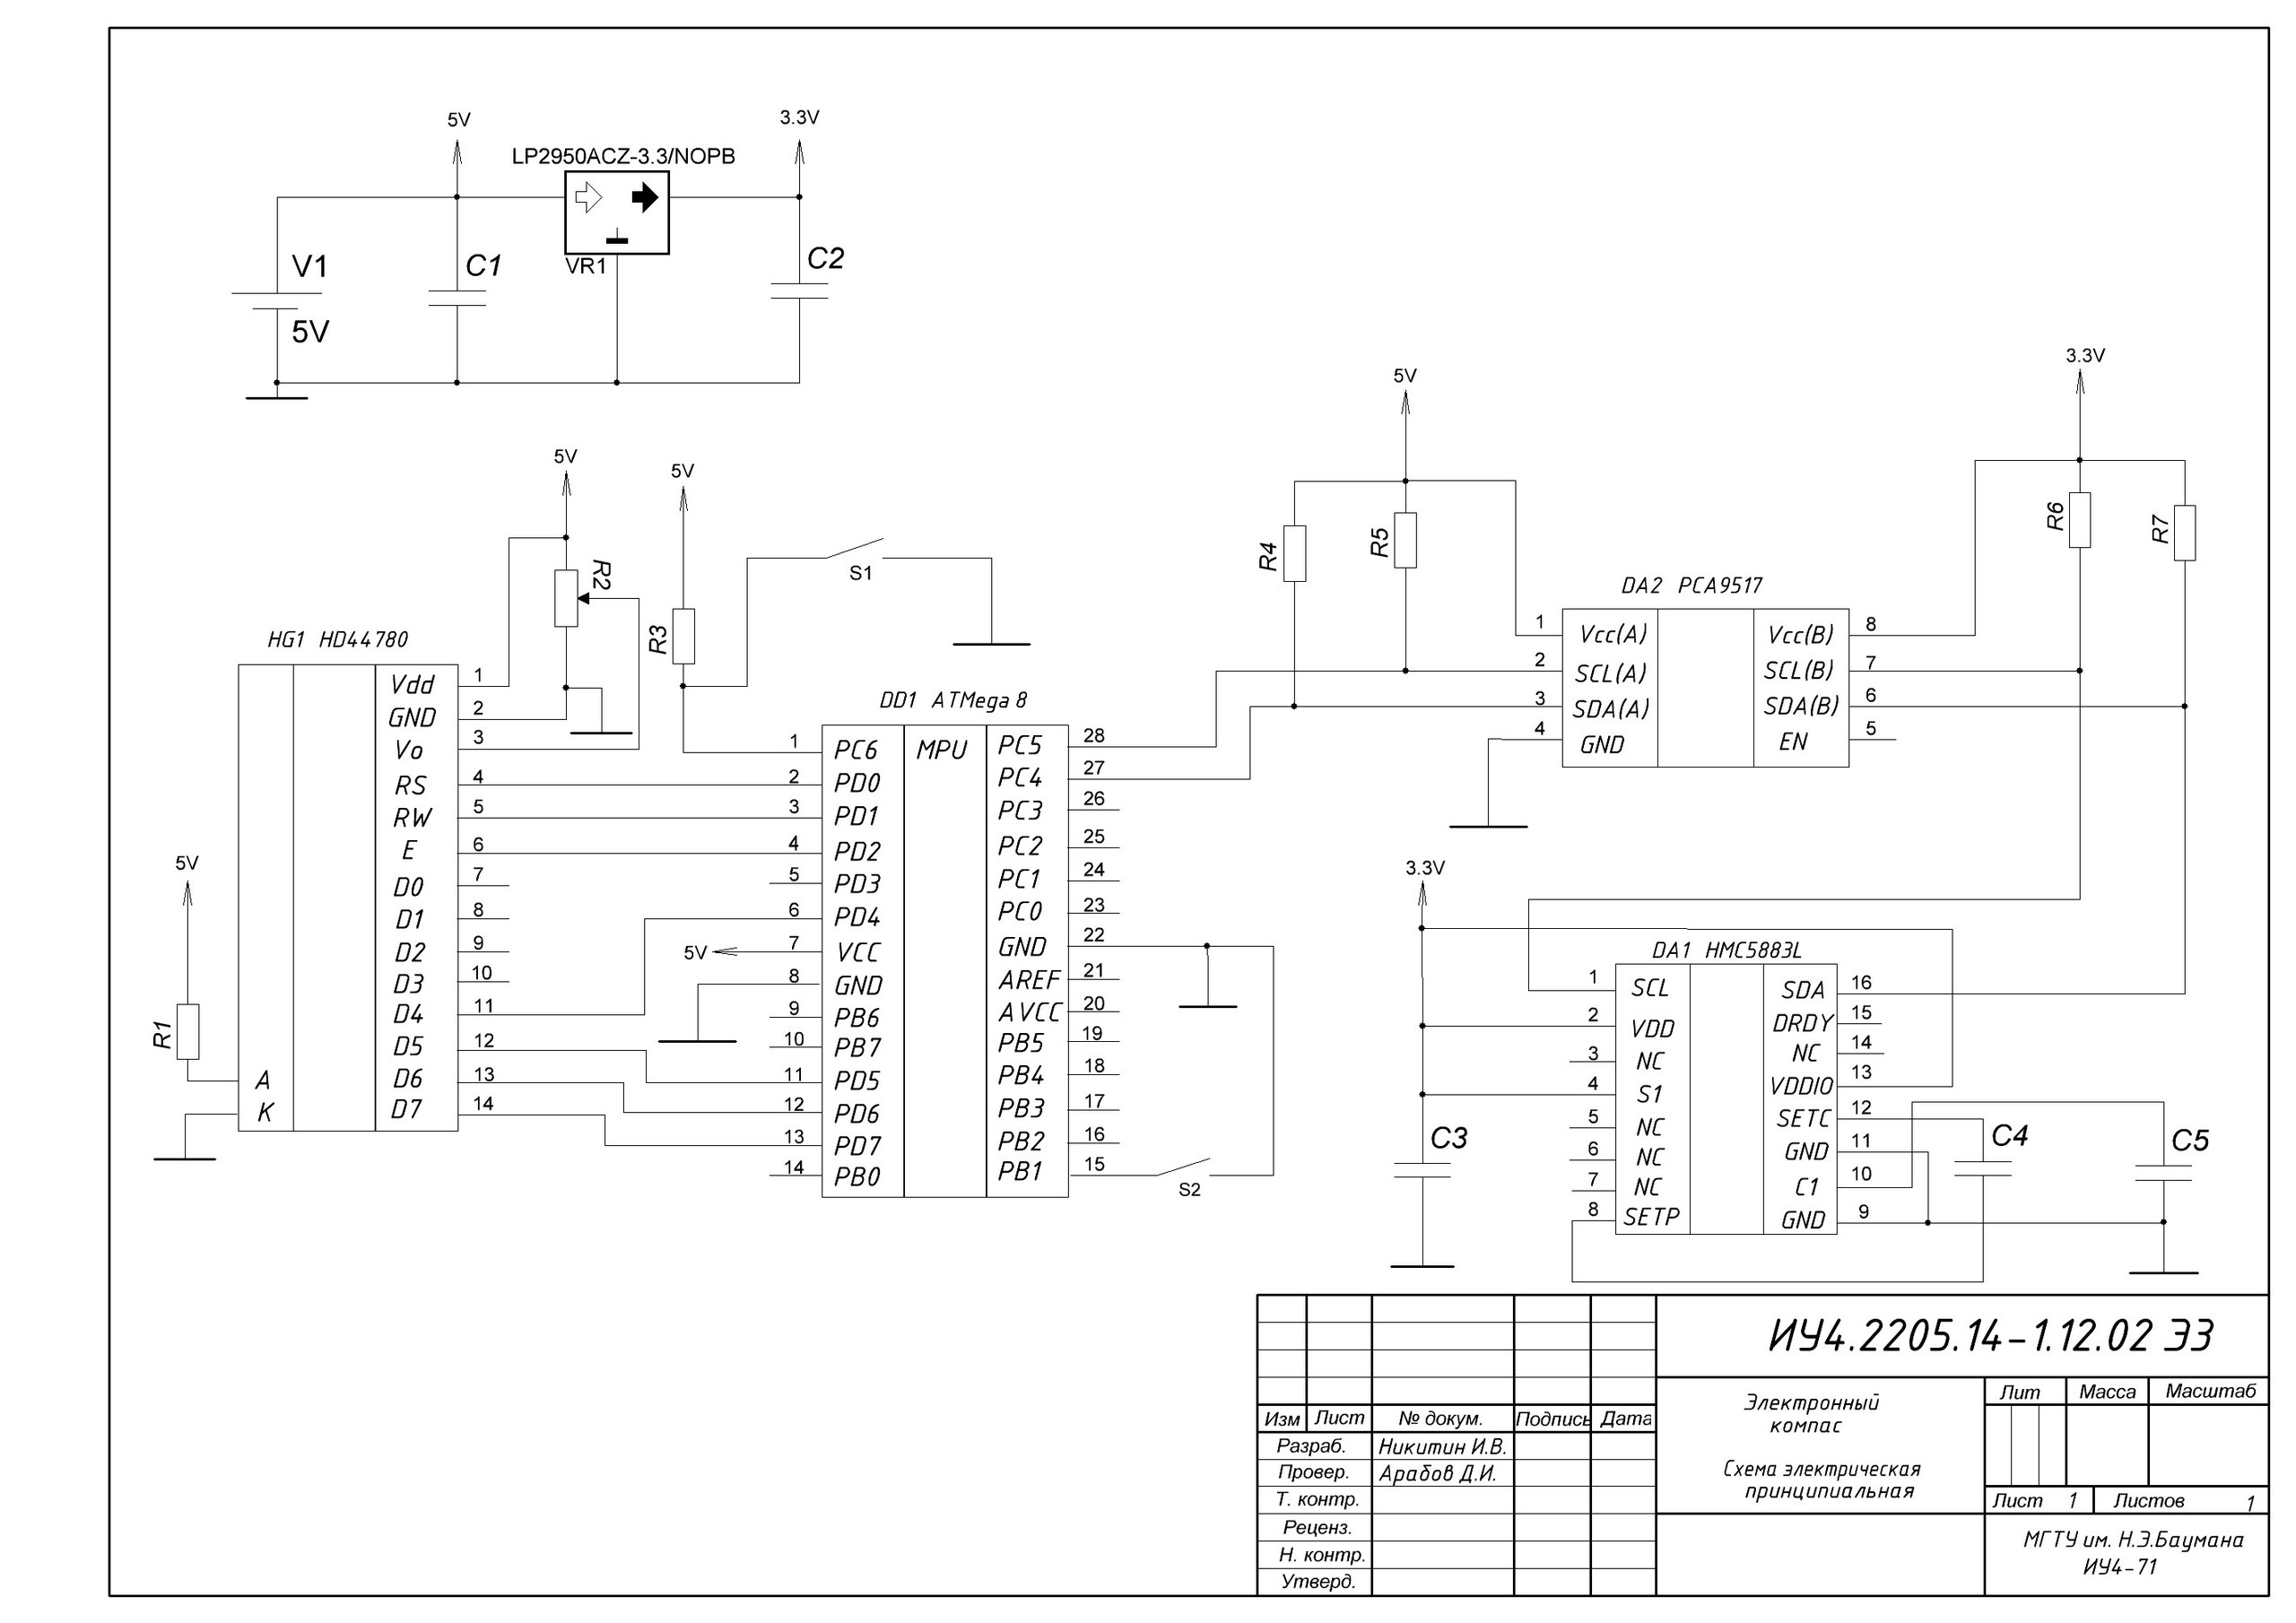 5V
3.3V
LP2950ACZ-3.3/NOPB
VR1
V1
5V
C1
C2
5V
5V
R2
R3
S1
HG1 HD44780
Vdd 1
GND 2
Vo 3
RS 4
RW 5
E 6
D0 7
D1 8
D2 9
D3 10
D4 11
D5 12
D6 13
D7 14
A
K
5V
R1
DD1 ATMega 8
MPU
1 PC6
2 PD0
3 PD1
4 PD2
5 PD3
6 PD4
5V 7 VCC
8 GND
9 PB6
10 PB7
11 PD5
12 PD6
13 PD7
14 PB0
PC5 28
PC4 27
PC3 26
PC2 25
PC1 24
PC0 23
GND 22
AREF 21
AVCC 20
PB5 19
PB4 18
PB3 17
PB2 16
PB1 15
S2
5V
R4
R5
3.3V
R6
R7
DA2 PCA9517
1 Vcc(A) Vcc(B) 8
2 SCL(A) SCL(B) 7
3 SDA(A) SDA(B) 6
4 GND EN 5
3.3V
DA1 HMC5883L
1 SCL SDA 16
2 VDD DRDY 15
3 NC NC 14
4 S1 VDDIO 13
5 NC SETC 12
6 NC GND 11
7 NC C1 10
8 SETP GND 9
C3
C4
C5
ИУ4.2205.14-1.12.02 ЭЗ
Электронный
компас
Схема электрическая
принципиальная
Лит Масса Масштаб
Лист 1 Листов 1
МГТУ им. Н.Э.Баумана
ИУ4-71
Изм Лист № докум. Подпись Дата
Разраб. Никитин И.В.
Провер. Арабов Д.И.
Т. контр.
Реценз.
Н. контр.
Утверд.